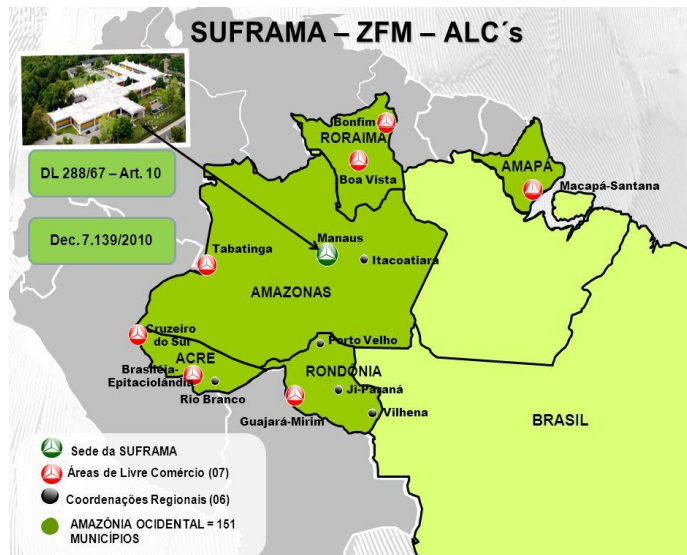 SUFRAMA – ZFM – ALC´s
DL 288/67 – Art. 10
Dec. 7.139/2010
Bonfim
RORAIMA
Boa Vista
AMAPÁ
Macapá-Santana
Tabatinga
Manaus
Itacoatiara
AMAZONAS
Cruzeiro
do Sul
Porto Velho
ACRE
Brasiléia-
Epitaciolândia
Rio Branco
RONDÔNIA
Ji-Paraná
Guajará-Mirim
Vilhena
BRASIL
Sede da SUFRAMA
Áreas de Livre Comércio (07)
Coordenações Regionais (06)
AMAZÔNIA OCIDENTAL = 151
MUNICÍPIOS